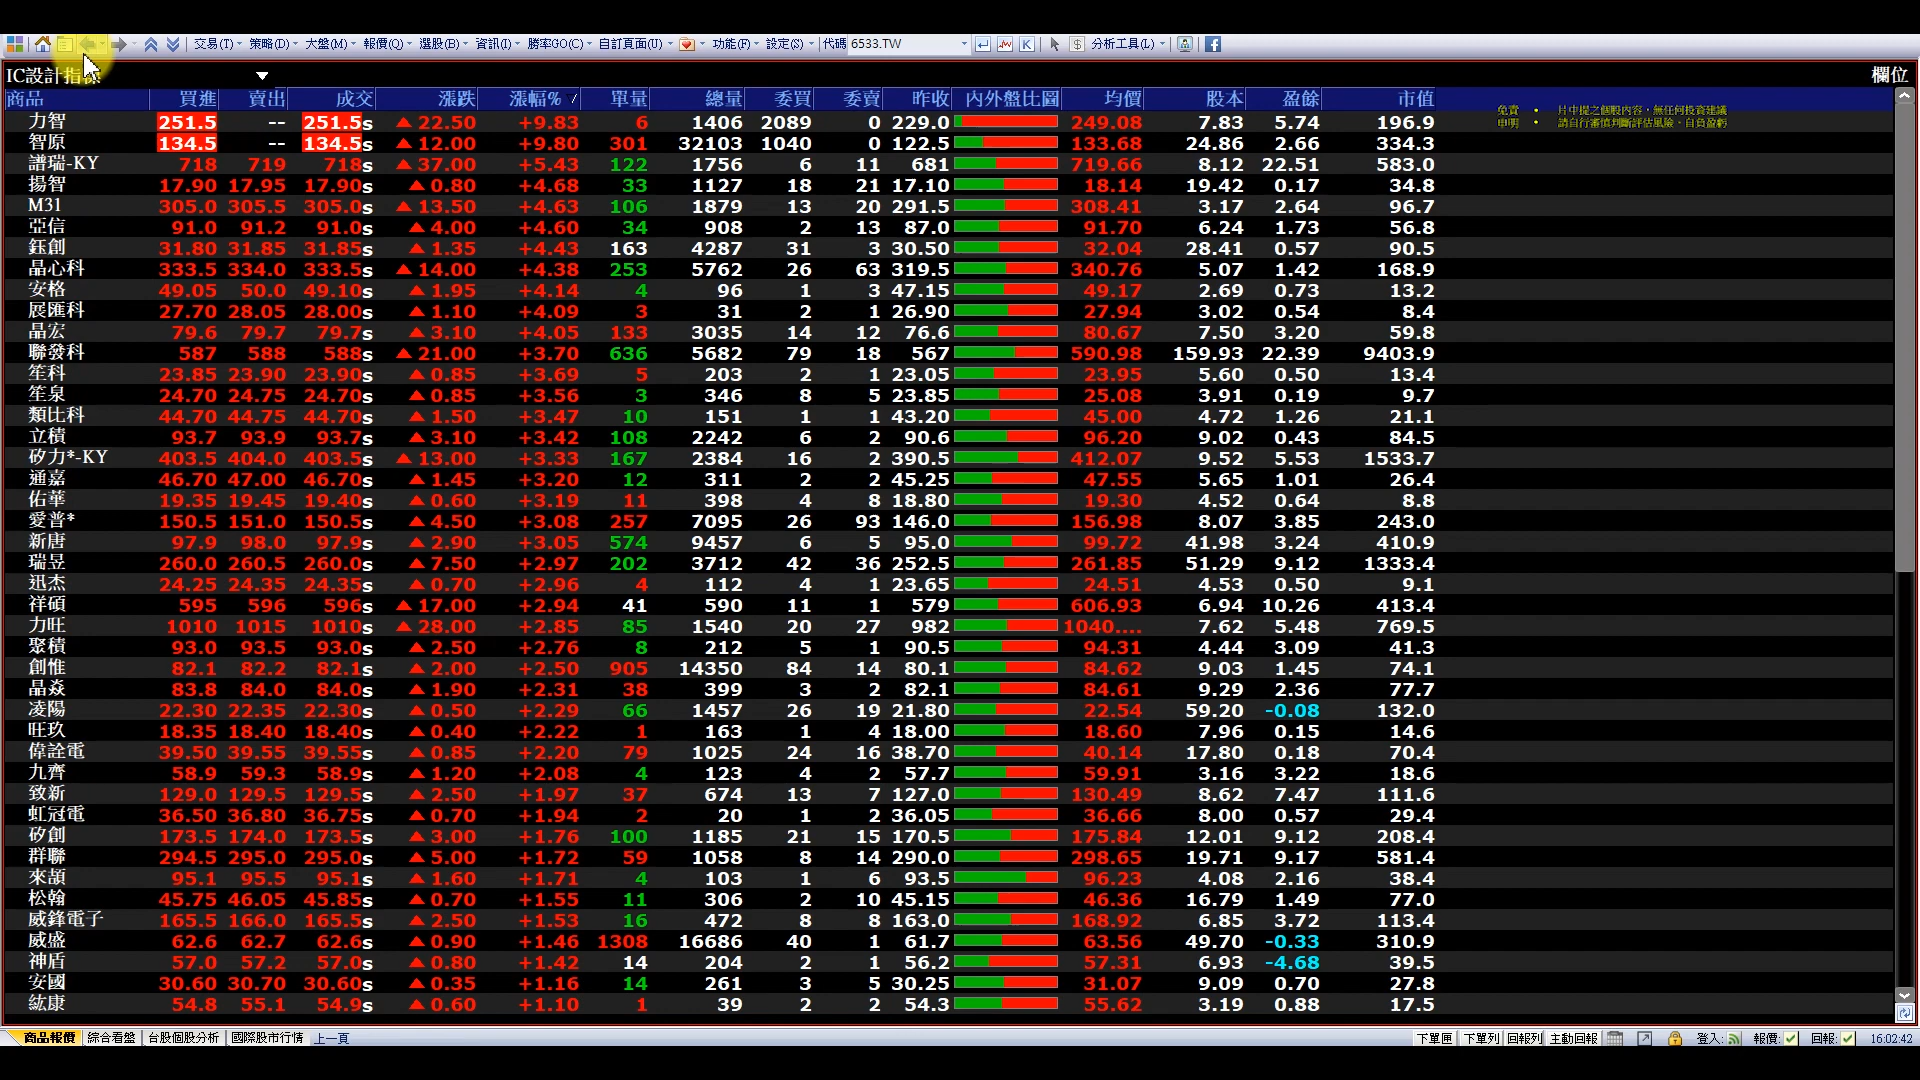 交易(T) 策略(D) 大盤(M) 報價(Q) 選股(B) 資訊(I) 勝率GO(C) 自訂頁面(U) 功能(F) 設定(S) 代碼 6533.TW K $ 分析工具(L)
IC設計指 欄位
商品 買進 賣出 成交 漲跌 漲幅% 單量 總量 委買 委賣 昨收 內外盤比圖 均價 股本 盈餘 市值
免責 • 片中提之個股內容,無任何投資建議
申明 • 請自行審慎判斷評估風險,自負盈虧
力智 251.5 -- 251.5s ▲22.50 +9.83 6 1406 2089 0 229.0 249.08 7.83 5.74 196.9
智原 134.5 -- 134.5s ▲12.00 +9.80 301 32103 1040 0 122.5 133.68 24.86 2.66 334.3
譜瑞-KY 718 719 718s ▲37.00 +5.43 122 1756 6 11 681 719.66 8.12 22.51 583.0
揚智 17.90 17.95 17.90s ▲0.80 +4.68 33 1127 18 21 17.10 18.14 19.42 0.17 34.8
M31 305.0 305.5 305.0s ▲13.50 +4.63 106 1879 13 20 291.5 308.41 3.17 2.64 96.7
亞信 91.0 91.2 91.0s ▲4.00 +4.60 34 908 2 13 87.0 91.70 6.24 1.73 56.8
鈺創 31.80 31.85 31.85s ▲1.35 +4.43 163 4287 31 3 30.50 32.04 28.41 0.57 90.5
晶心科 333.5 334.0 333.5s ▲14.00 +4.38 253 5762 26 63 319.5 340.76 5.07 1.42 168.9
安格 49.05 50.0 49.10s ▲1.95 +4.14 4 96 1 3 47.15 49.17 2.69 0.73 13.2
展匯科 27.70 28.05 28.00s ▲1.10 +4.09 3 31 2 1 26.90 27.94 3.02 0.54 8.4
晶宏 79.6 79.7 79.7s ▲3.10 +4.05 133 3035 14 12 76.6 80.67 7.50 3.20 59.8
聯發科 587 588 588s ▲21.00 +3.70 636 5682 79 18 567 590.98 159.93 22.39 9403.9
笙科 23.85 23.90 23.90s ▲0.85 +3.69 5 203 2 1 23.05 23.95 5.60 0.50 13.4
笙泉 24.70 24.75 24.70s ▲0.85 +3.56 3 346 8 5 23.85 25.08 3.91 0.19 9.7
類比科 44.70 44.75 44.70s ▲1.50 +3.47 10 151 1 1 43.20 45.00 4.72 1.26 21.1
立積 93.7 93.9 93.7s ▲3.10 +3.42 108 2242 6 2 90.6 96.20 9.02 0.43 84.5
矽力*-KY 403.5 404.0 403.5s ▲13.00 +3.33 167 2384 16 2 390.5 412.07 9.52 5.53 1533.7
通嘉 46.70 47.00 46.70s ▲1.45 +3.20 12 311 2 2 45.25 47.55 5.65 1.01 26.4
佑華 19.35 19.45 19.40s ▲0.60 +3.19 11 398 4 8 18.80 19.30 4.52 0.64 8.8
愛普* 150.5 151.0 150.5s ▲4.50 +3.08 257 7095 26 93 146.0 156.98 8.07 3.85 243.0
新唐 97.9 98.0 97.9s ▲2.90 +3.05 574 9457 6 5 95.0 99.72 41.98 3.24 410.9
瑞昱 260.0 260.5 260.0s ▲7.50 +2.97 202 3712 42 36 252.5 261.85 51.29 9.12 1333.4
迅杰 24.25 24.35 24.35s ▲0.70 +2.96 4 112 4 1 23.65 24.51 4.53 0.50 9.1
祥碩 595 596 596s ▲17.00 +2.94 41 590 11 1 579 606.93 6.94 10.26 413.4
力旺 1010 1015 1010s ▲28.00 +2.85 85 1540 20 27 982 1040.... 7.62 5.48 769.5
聚積 93.0 93.5 93.0s ▲2.50 +2.76 8 212 5 1 90.5 94.31 4.44 3.09 41.3
創惟 82.1 82.2 82.1s ▲2.00 +2.50 905 14350 84 14 80.1 84.62 9.03 1.45 74.1
晶焱 83.8 84.0 84.0s ▲1.90 +2.31 38 399 3 2 82.1 84.61 9.29 2.36 77.7
凌陽 22.30 22.35 22.30s ▲0.50 +2.29 66 1457 26 19 21.80 22.54 59.20 -0.08 132.0
旺玖 18.35 18.40 18.40s ▲0.40 +2.22 1 163 1 4 18.00 18.60 7.96 0.15 14.6
偉詮電 39.50 39.55 39.55s ▲0.85 +2.20 79 1025 24 16 38.70 40.14 17.80 0.18 70.4
九齊 58.9 59.3 58.9s ▲1.20 +2.08 4 123 4 2 57.7 59.91 3.16 3.22 18.6
致新 129.0 129.5 129.5s ▲2.50 +1.97 37 674 13 7 127.0 130.49 8.62 7.47 111.6
虹冠電 36.50 36.80 36.75s ▲0.70 +1.94 2 20 1 2 36.05 36.66 8.00 0.57 29.4
矽創 173.5 174.0 173.5s ▲3.00 +1.76 100 1185 21 15 170.5 175.84 12.01 9.12 208.4
群聯 294.5 295.0 295.0s ▲5.00 +1.72 59 1058 8 14 290.0 298.65 19.71 9.17 581.4
來頡 95.1 95.5 95.1s ▲1.60 +1.71 4 103 1 6 93.5 96.23 4.08 2.16 38.4
松翰 45.75 46.05 45.85s ▲0.70 +1.55 11 306 2 10 45.15 46.36 16.79 1.49 77.0
威鋒電子 165.5 166.0 165.5s ▲2.50 +1.53 16 472 8 8 163.0 168.92 6.85 3.72 113.4
威盛 62.6 62.7 62.6s ▲0.90 +1.46 1308 16686 40 1 61.7 63.56 49.70 -0.33 310.9
神盾 57.0 57.2 57.0s ▲0.80 +1.42 14 204 2 1 56.2 57.31 6.93 -4.68 39.5
安國 30.60 30.70 30.60s ▲0.35 +1.16 14 261 3 5 30.25 31.07 9.09 0.70 27.8
紘康 54.8 55.1 54.9s ▲0.60 +1.10 1 39 2 2 54.3 55.62 3.19 0.88 17.5
商品報價 綜合看盤 台股個股分析 國際股市行情 上一頁 下單匣 下單列 回報列 主動回報 登入: 報價: 回報: 16:02:42